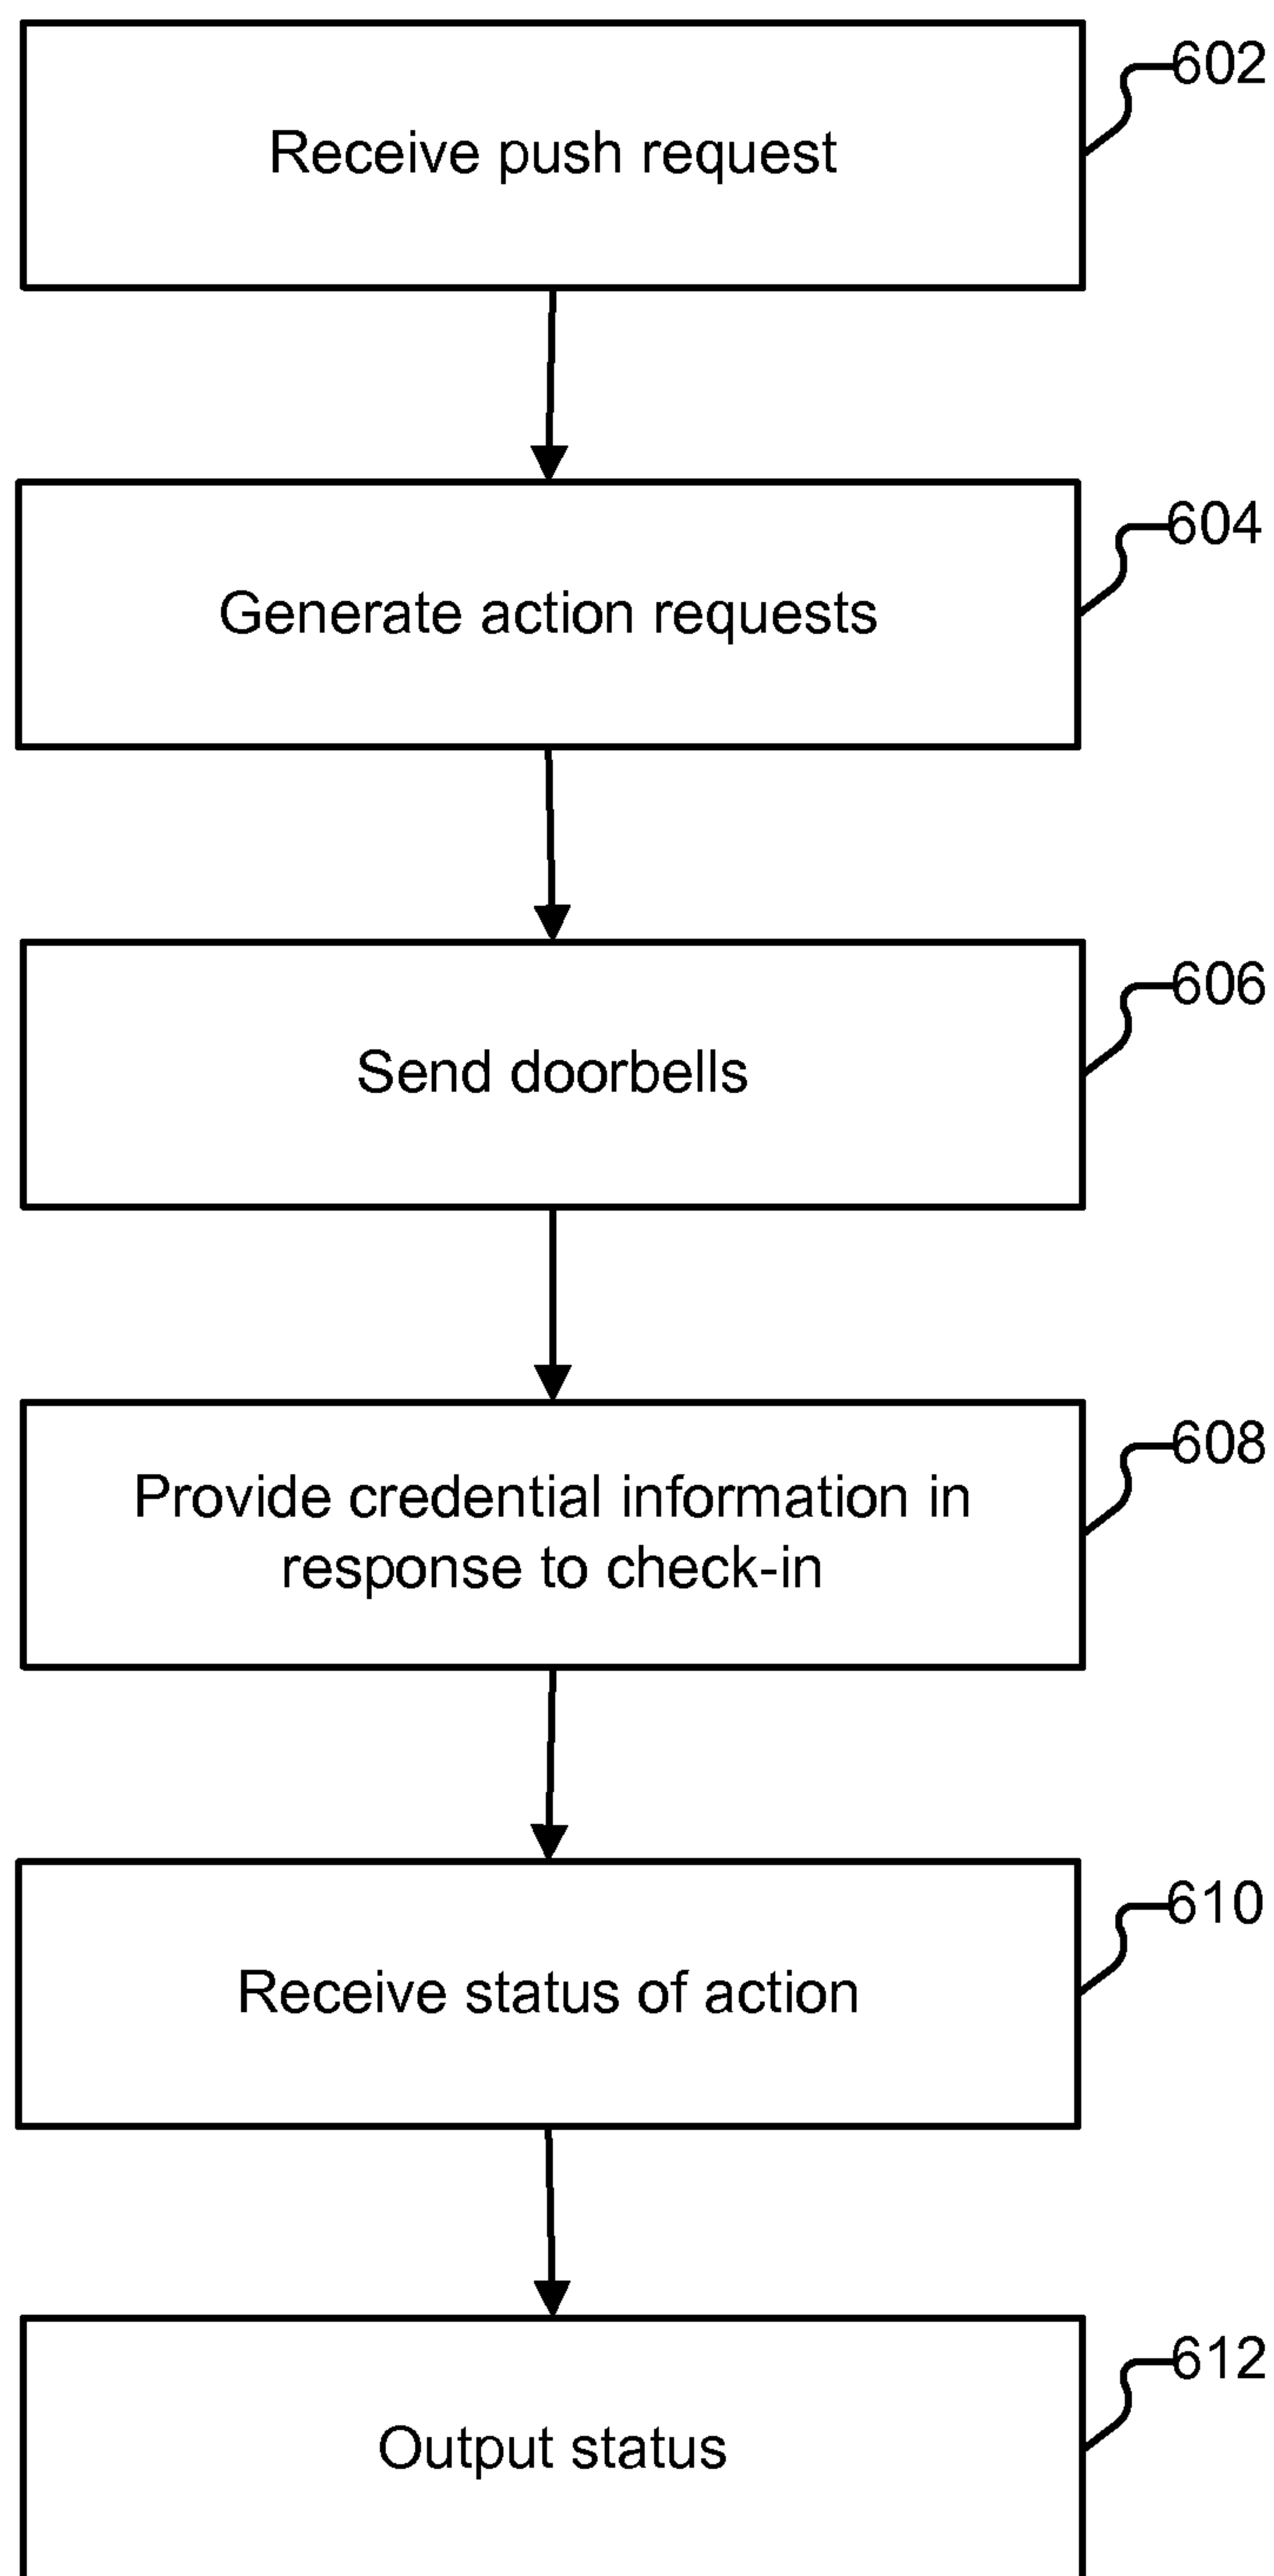 602
Receive push request
604
Generate action requests
606
Send doorbells
608
Provide credential information in
response to check-in
610
Receive status of action
612
Output status